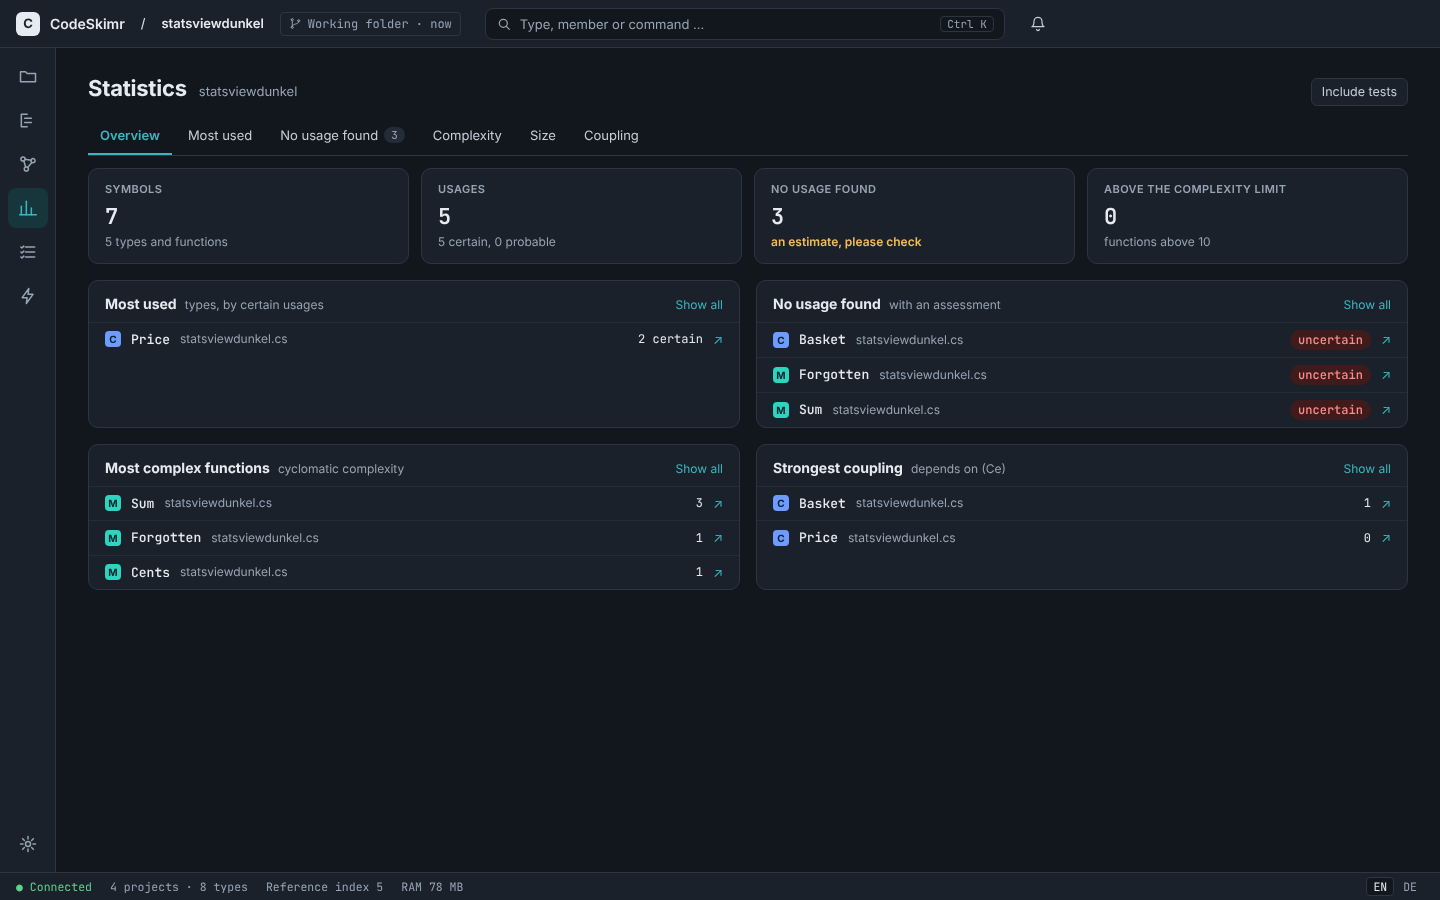 C CodeSkimr / statsviewdunkel Working folder · now Type, member or command ... Ctrl K
Statistics statsviewdunkel Include tests
Overview Most used No usage found 3 Complexity Size Coupling
SYMBOLS
7
5 types and functions
USAGES
5
5 certain, 0 probable
NO USAGE FOUND
3
an estimate, please check
ABOVE THE COMPLEXITY LIMIT
0
functions above 10
Most used types, by certain usages Show all
C Price statsviewdunkel.cs 2 certain
No usage found with an assessment Show all
C Basket statsviewdunkel.cs uncertain
M Forgotten statsviewdunkel.cs uncertain
M Sum statsviewdunkel.cs uncertain
Most complex functions cyclomatic complexity Show all
M Sum statsviewdunkel.cs 3
M Forgotten statsviewdunkel.cs 1
M Cents statsviewdunkel.cs 1
Strongest coupling depends on (Ce) Show all
C Basket statsviewdunkel.cs 1
C Price statsviewdunkel.cs 0
Connected 4 projects · 8 types Reference index 5 RAM 78 MB EN DE